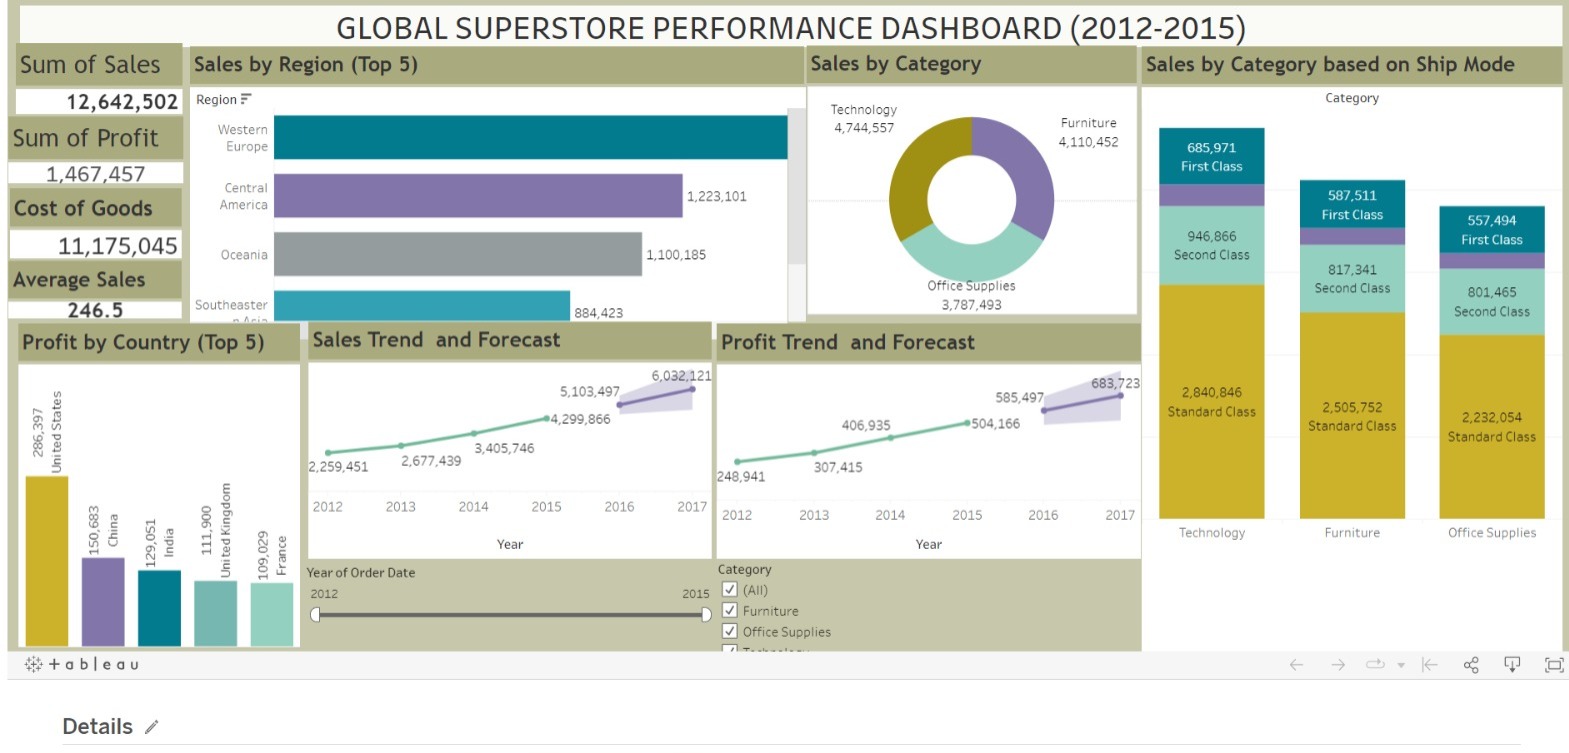 GLOBAL SUPERSTORE PERFORMANCE DASHBOARD (2012-2015)
Sum of Sales
12,642,502
Sum of Profit
1,467,457
Cost of Goods
11,175,045
Average Sales
246.5
Sales by Region (Top 5)
Region
Western
Europe
Central
America
1,223,101
Oceania
1,100,185
Southeaster
n Asia
884,423
Sales by Category
Technology
4,744,557
Furniture
4,110,452
Office Supplies
3,787,493
Sales by Category based on Ship Mode
Category
685,971
First Class
946,866
Second Class
2,840,846
Standard Class
587,511
First Class
817,341
Second Class
2,505,752
Standard Class
557,494
First Class
801,465
Second Class
2,232,054
Standard Class
Technology
Furniture
Office Supplies
Profit by Country (Top 5)
286,397
United States
150,683
China
129,051
India
111,900
United Kingdom
109,029
France
Sales Trend and Forecast
2,259,451
2,677,439
3,405,746
4,299,866
5,103,497
6,032,121
2012 2013 2014 2015 2016 2017
Year
Profit Trend and Forecast
248,941
307,415
406,935
504,166
585,497
683,723
2012 2013 2014 2015 2016 2017
Year
Year of Order Date
2012 2015
Category
(All)
Furniture
Office Supplies
+ableau
Details